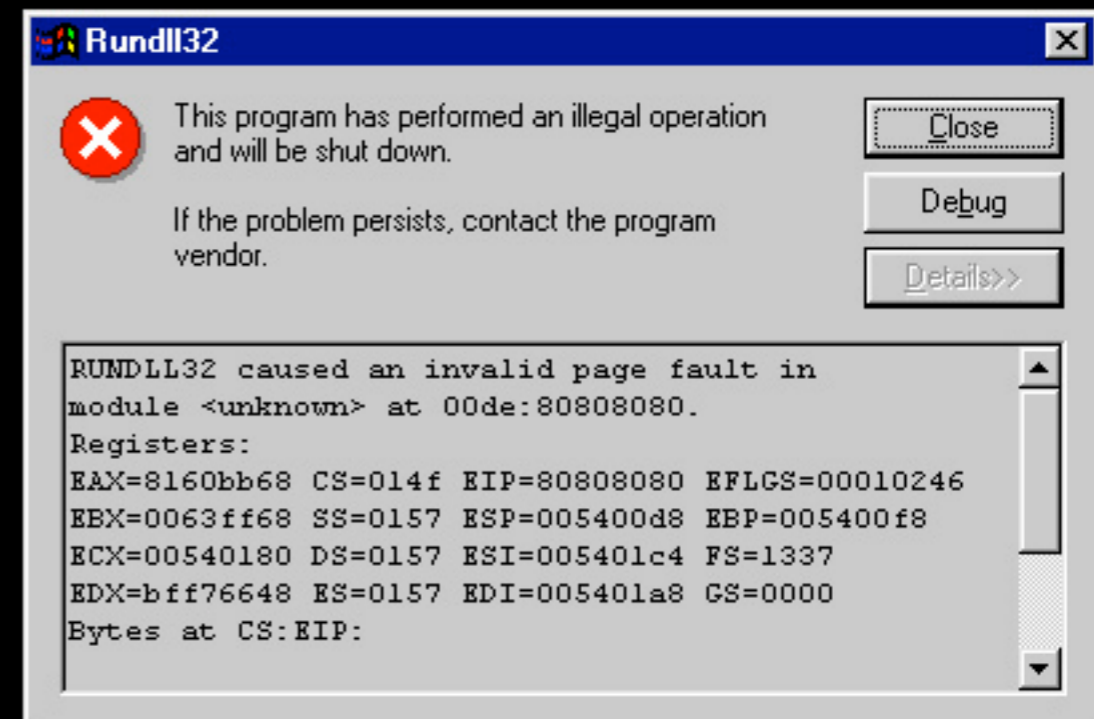 Rundll32
This program has performed an illegal operation
and will be shut down.
If the problem persists, contact the program
vendor.
Close
Debug
Details>>
RUNDLL32 caused an invalid page fault in
module <unknown> at 00de:80808080.
Registers:
EAX=8160bb68 CS=014f EIP=80808080 EFLGS=00010246
EBX=0063ff68 SS=0157 ESP=005400d8 EBP=005400f8
ECX=00540180 DS=0157 ESI=005401c4 FS=1337
EDX=bff76648 ES=0157 EDI=005401a8 GS=0000
Bytes at CS:EIP: